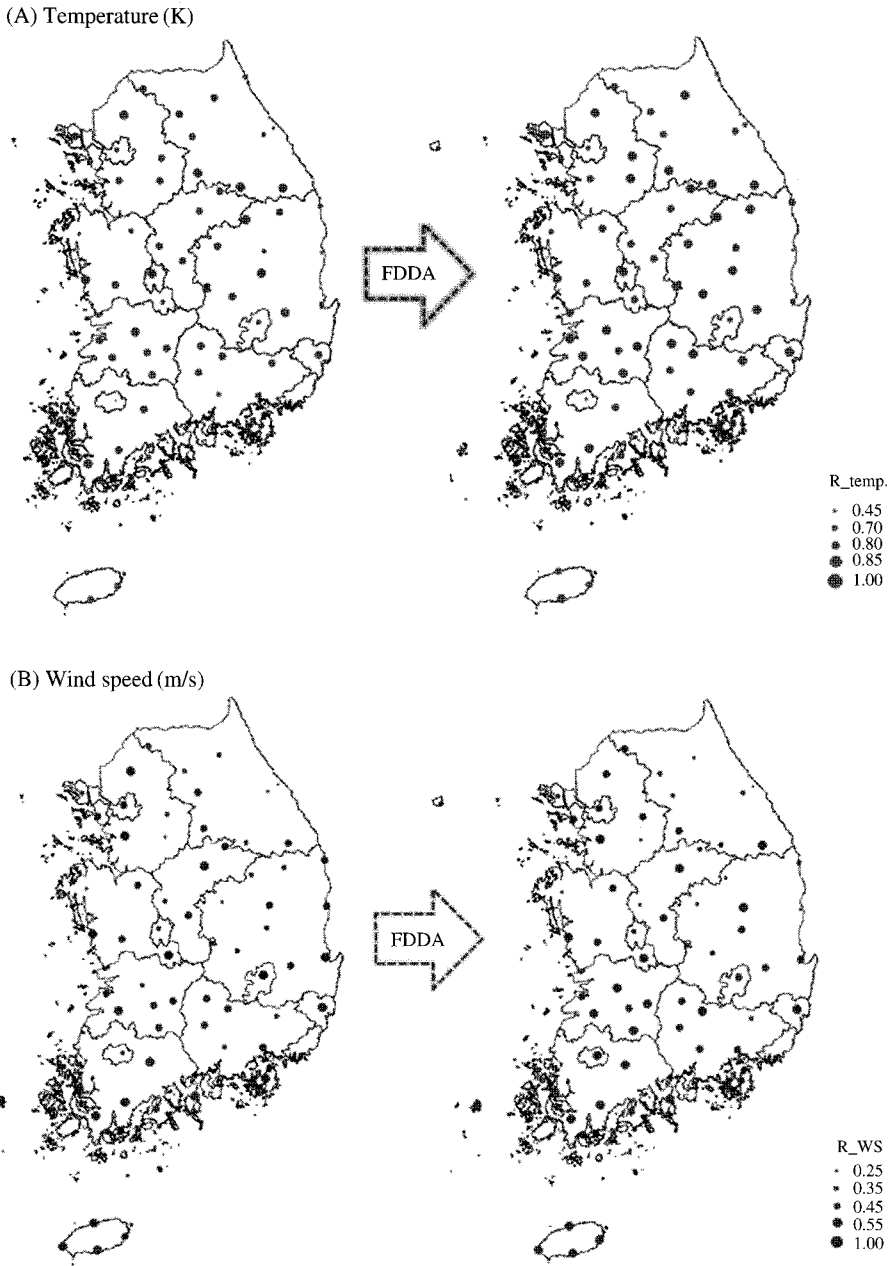 (A) Temperature (K)
FDDA
R_temp.
0.45
0.70
0.80
0.85
1.00
(B) Wind speed (m/s)
FDDA
R_WS
0.25
0.35
0.45
0.55
1.00